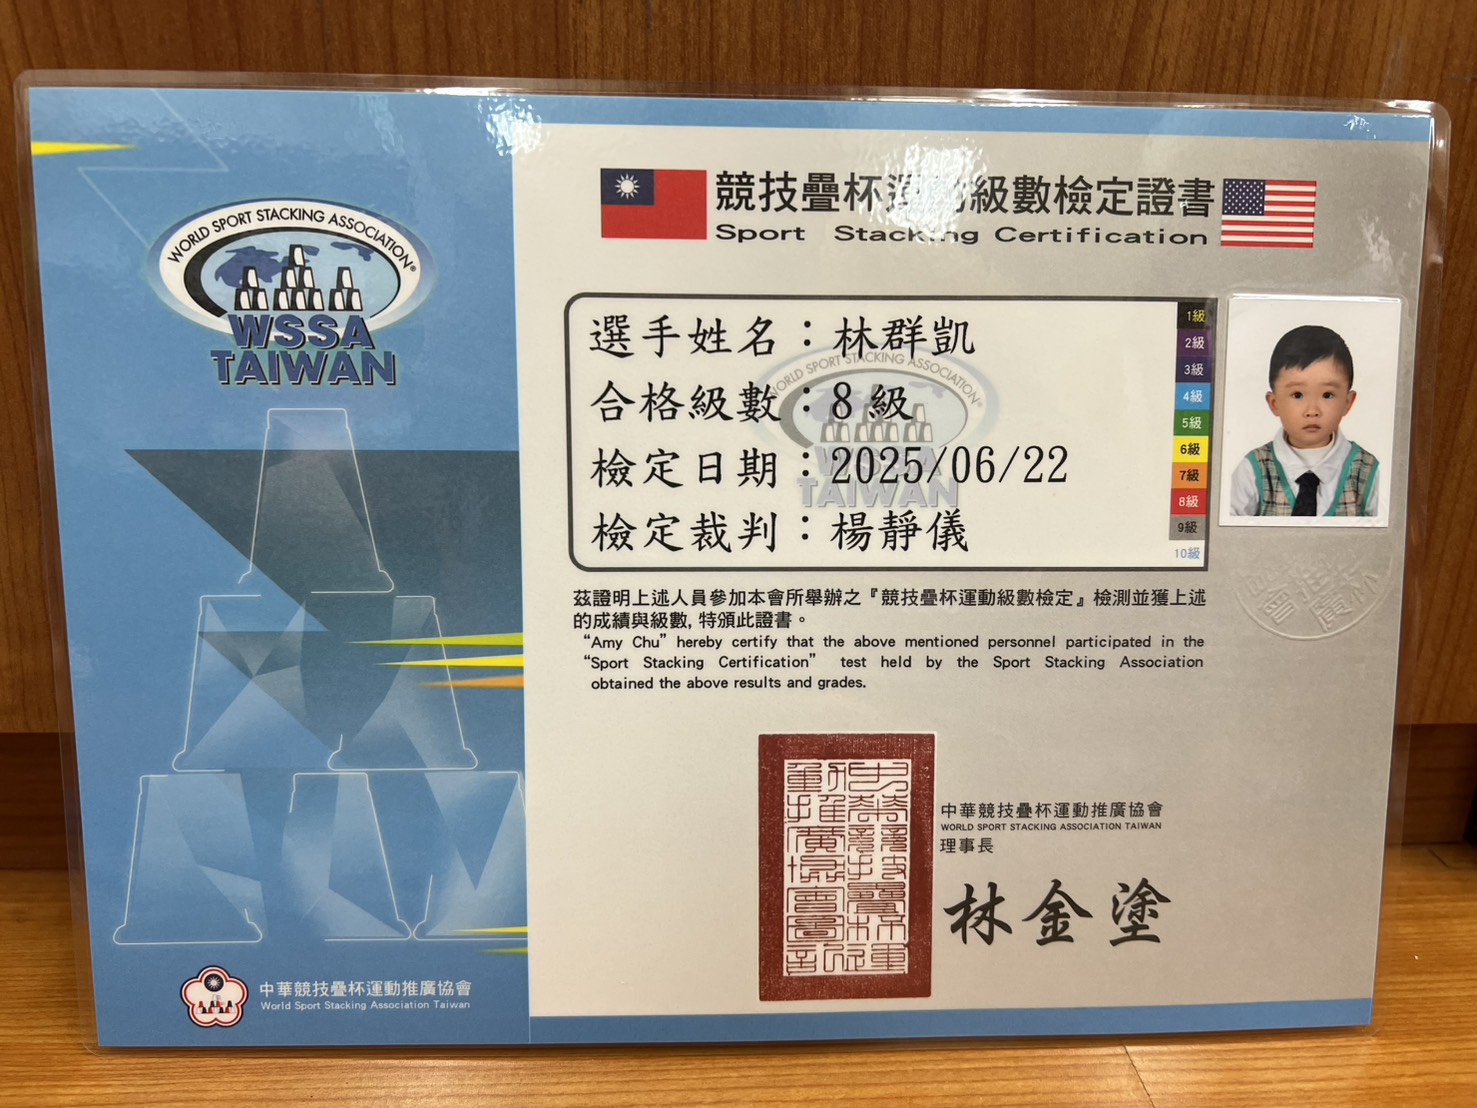 WORLD SPORT STACKING ASSOCIATION®
WSSA
TAIWAN
競技疊杯運動級數檢定證書
Sport Stacking Certification
選手姓名：林群凱
合格級數：8級
檢定日期：2025/06/22
檢定裁判：楊靜儀
WORLD SPORT STACKING ASSOCIATION®
WSSA
TAIWAN
1級
2級
3級
4級
5級
6級
7級
8級
9級
10級
茲證明上述人員參加本會所舉辦之『競技疊杯運動級數檢定』檢測並獲上述
的成績與級數，特頒此證書。
“Amy Chu” hereby certify that the above mentioned personnel participated in the
“Sport Stacking Certification” test held by the Sport Stacking Association
obtained the above results and grades.
中華競技疊杯運動推廣協會
WORLD SPORT STACKING ASSOCIATION TAIWAN
理事長
林金塗
中華競技疊杯運動推廣協會
World Sport Stacking Association Taiwan